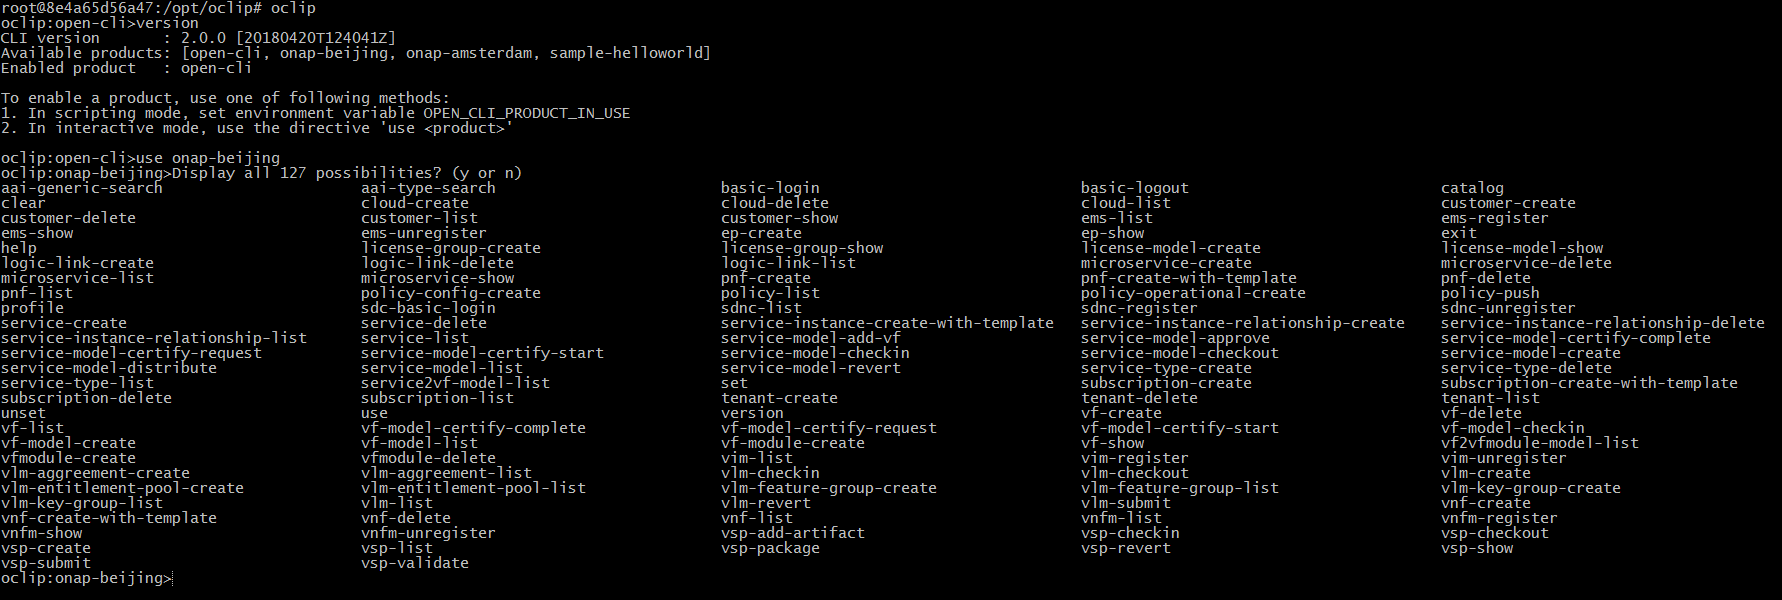 root@8e4a65d56a47:/opt/oclip# oclip
oclip:open-cli>version
CLI version       : 2.0.0 [20180420T124041Z]
Available products: [open-cli, onap-beijing, onap-amsterdam, sample-helloworld]
Enabled product   : open-cli
To enable a product, use one of following methods:
1. In scripting mode, set environment variable OPEN_CLI_PRODUCT_IN_USE
2. In interactive mode, use the directive 'use <product>'
oclip:open-cli>use onap-beijing
oclip:onap-beijing>Display all 127 possibilities? (y or n)
aai-generic-search aai-type-search basic-login basic-logout catalog
clear cloud-create cloud-delete cloud-list customer-create
customer-delete customer-list customer-show ems-list ems-register
ems-show ems-unregister ep-create ep-show exit
help license-group-create license-group-show license-model-create license-model-show
logic-link-create logic-link-delete logic-link-list microservice-create microservice-delete
microservice-list microservice-show pnf-create pnf-create-with-template pnf-delete
pnf-list policy-config-create policy-list policy-operational-create policy-push
profile sdc-basic-login sdnc-list sdnc-register sdnc-unregister
service-create service-delete service-instance-create-with-template service-instance-relationship-create service-instance-relationship-delete
service-instance-relationship-list service-list service-model-add-vf service-model-approve service-model-certify-complete
service-model-certify-request service-model-certify-start service-model-checkin service-model-checkout service-model-create
service-model-distribute service-model-list service-model-revert service-type-create service-type-delete
service-type-list service2vf-model-list set subscription-create subscription-create-with-template
subscription-delete subscription-list tenant-create tenant-delete tenant-list
unset use version vf-create vf-delete
vf-list vf-model-certify-complete vf-model-certify-request vf-model-certify-start vf-model-checkin
vf-model-create vf-model-list vf-module-create vf-show vf2vfmodule-model-list
vfmodule-create vfmodule-delete vim-list vim-register vim-unregister
vlm-aggreement-create vlm-aggreement-list vlm-checkin vlm-checkout vlm-create
vlm-entitlement-pool-create vlm-entitlement-pool-list vlm-feature-group-create vlm-feature-group-list vlm-key-group-create
vlm-key-group-list vlm-list vlm-revert vlm-submit vnf-create
vnf-create-with-template vnf-delete vnf-list vnfm-list vnfm-register
vnfm-show vnfm-unregister vsp-add-artifact vsp-checkin vsp-checkout
vsp-create vsp-list vsp-package vsp-revert vsp-show
vsp-submit vsp-validate
oclip:onap-beijing>